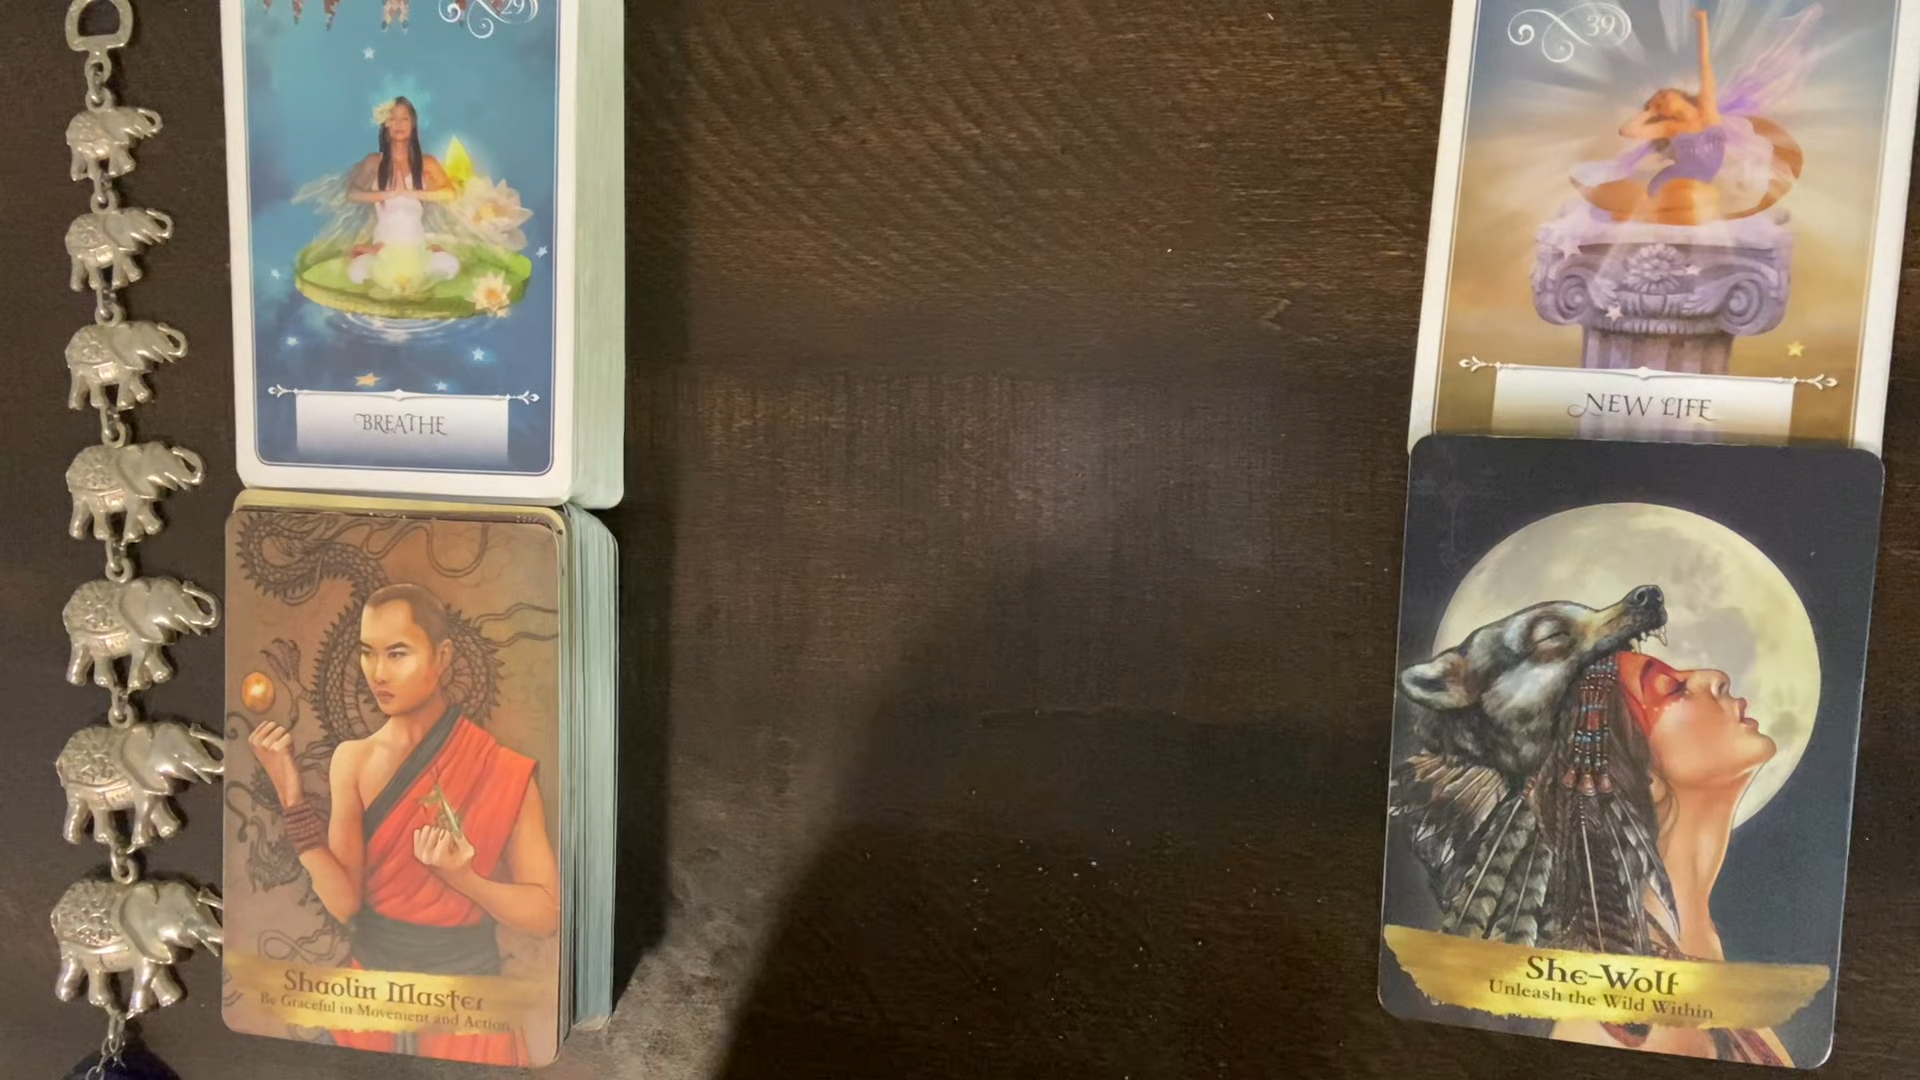 29
BREATHE
Shaolin Master
Be Graceful in Movement and Action
39
NEW LIFE
She-Wolf
Unleash the Wild Within